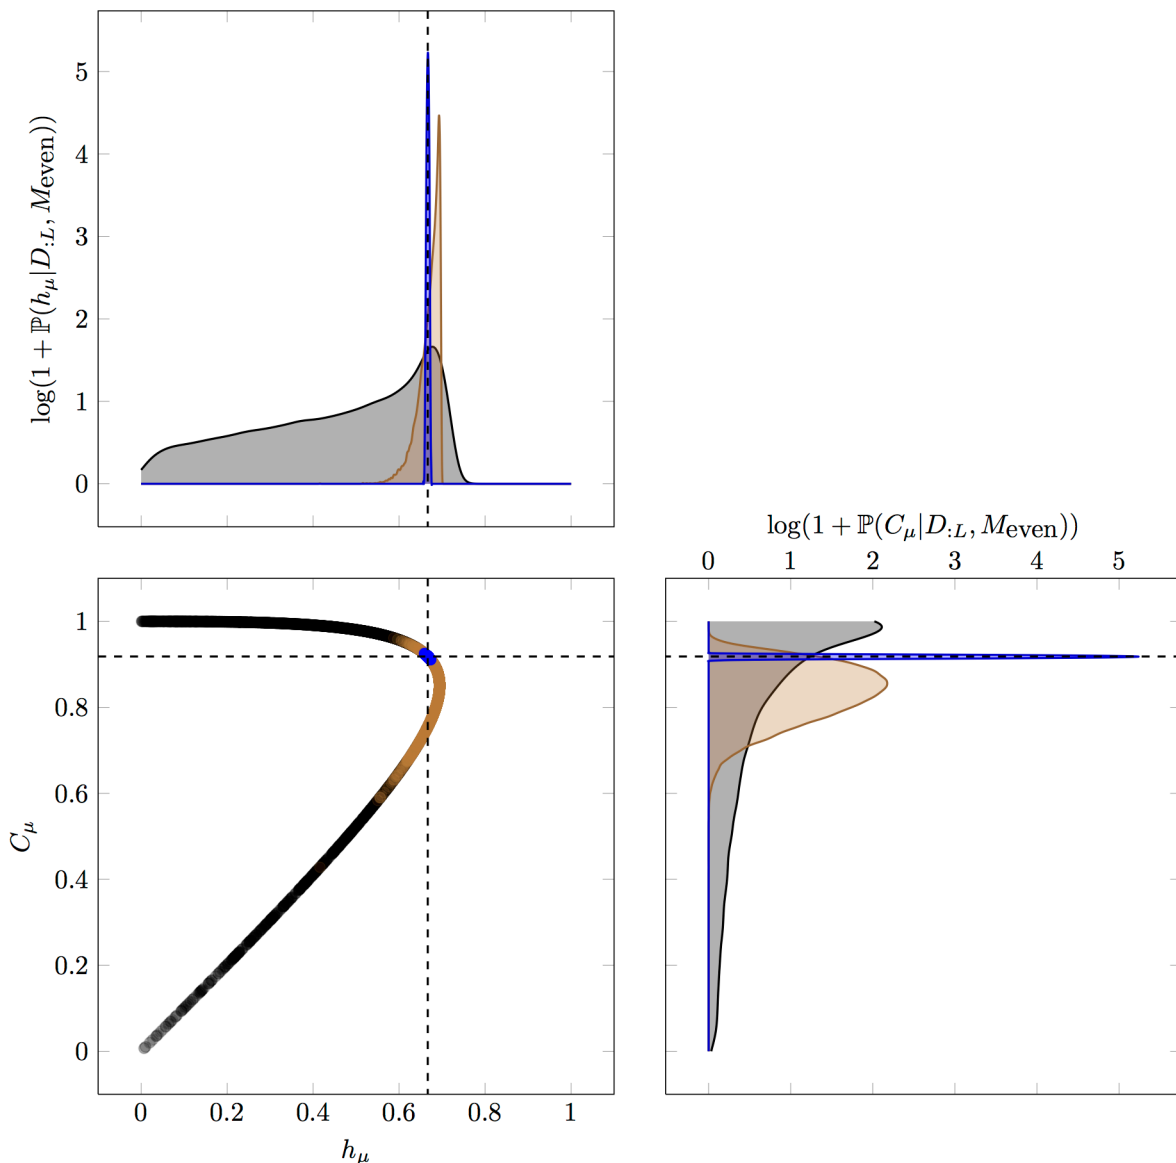 log(1 + ℙ(h_μ|D_{:L}, M_even))
5
4
3
2
1
0
log(1 + ℙ(C_μ|D_{:L}, M_even))
0 1 2 3 4 5
C_μ
1
0.8
0.6
0.4
0.2
0
0 0.2 0.4 0.6 0.8 1
h_μ